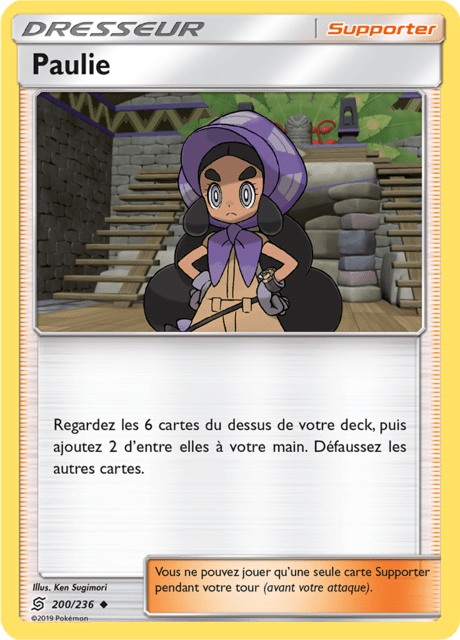 DRESSEUR
Supporter
Paulie
Regardez les 6 cartes du dessus de votre deck, puis
ajoutez 2 d'entre elles à votre main. Défaussez les
autres cartes.
Vous ne pouvez jouer qu'une seule carte Supporter
pendant votre tour (avant votre attaque).
Illus. Ken Sugimori
200/236
©2019 Pokémon